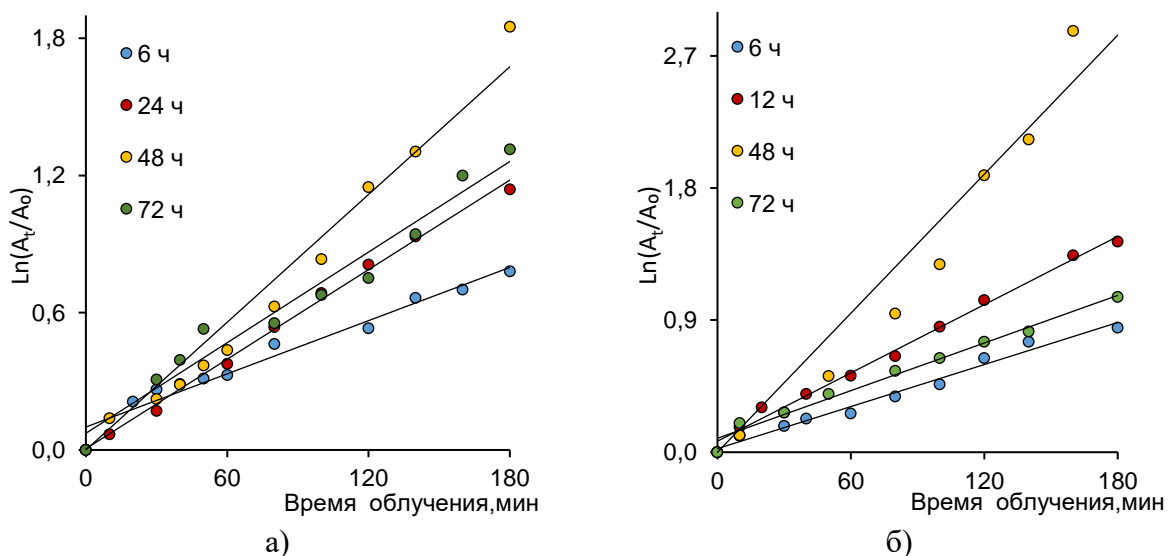 1,8
1,2
0,6
0,0
Ln(Aₜ/A₀)
6 ч
24 ч
48 ч
72 ч
0
60
120
180
Время облучения,мин
а)
2,7
1,8
0,9
0,0
Ln(Aₜ/A₀)
6 ч
12 ч
48 ч
72 ч
0
60
120
180
Время облучения,мин
б)